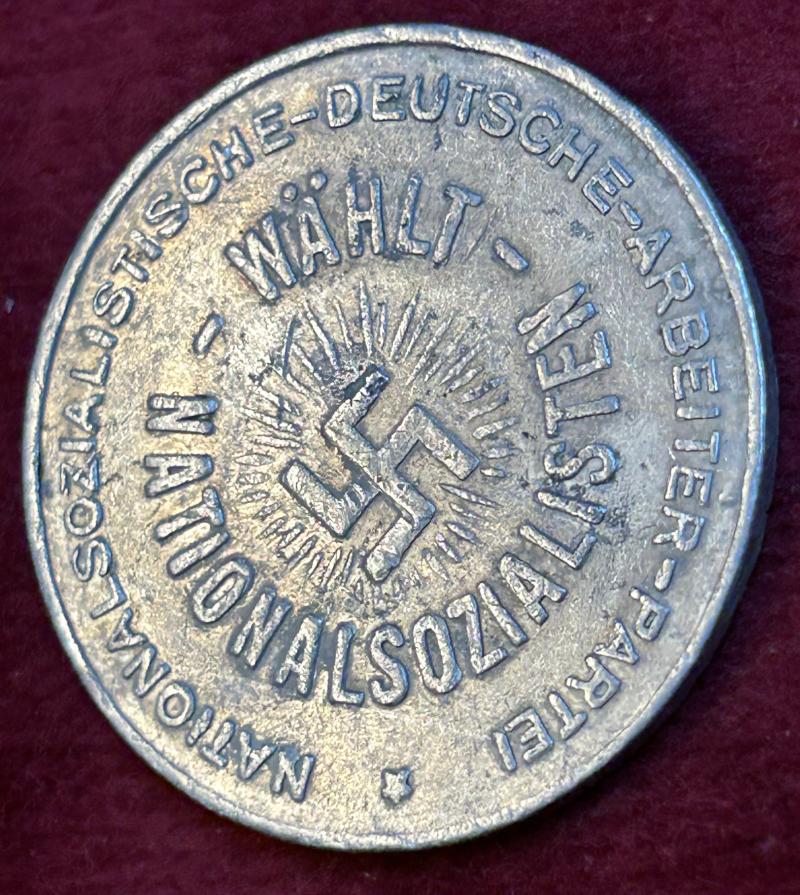 NATIONALSOZIALISTISCHE-DEUTSCHE-ARBEITER-PARTEI
- WÄHLT -
NATIONALSOZIALISTEN